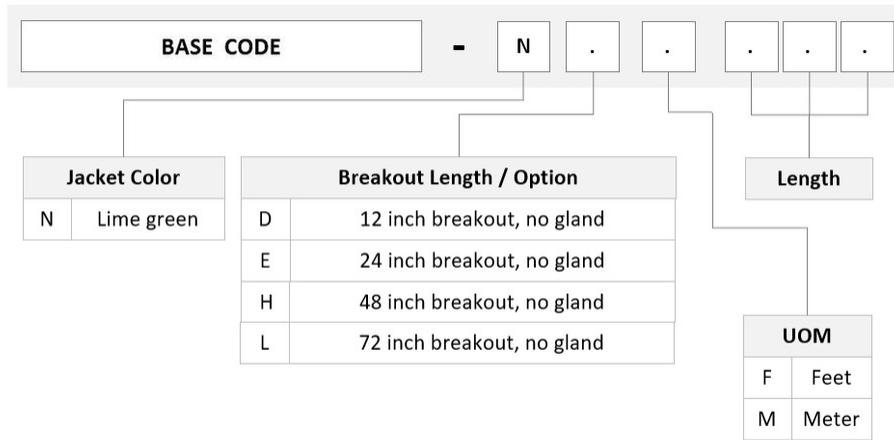 BASE CODE - N . . . . .
Jacket Color
N Lime green
Breakout Length / Option
D 12 inch breakout, no gland
E 24 inch breakout, no gland
H 48 inch breakout, no gland
L 72 inch breakout, no gland
Length
UOM
F Feet
M Meter